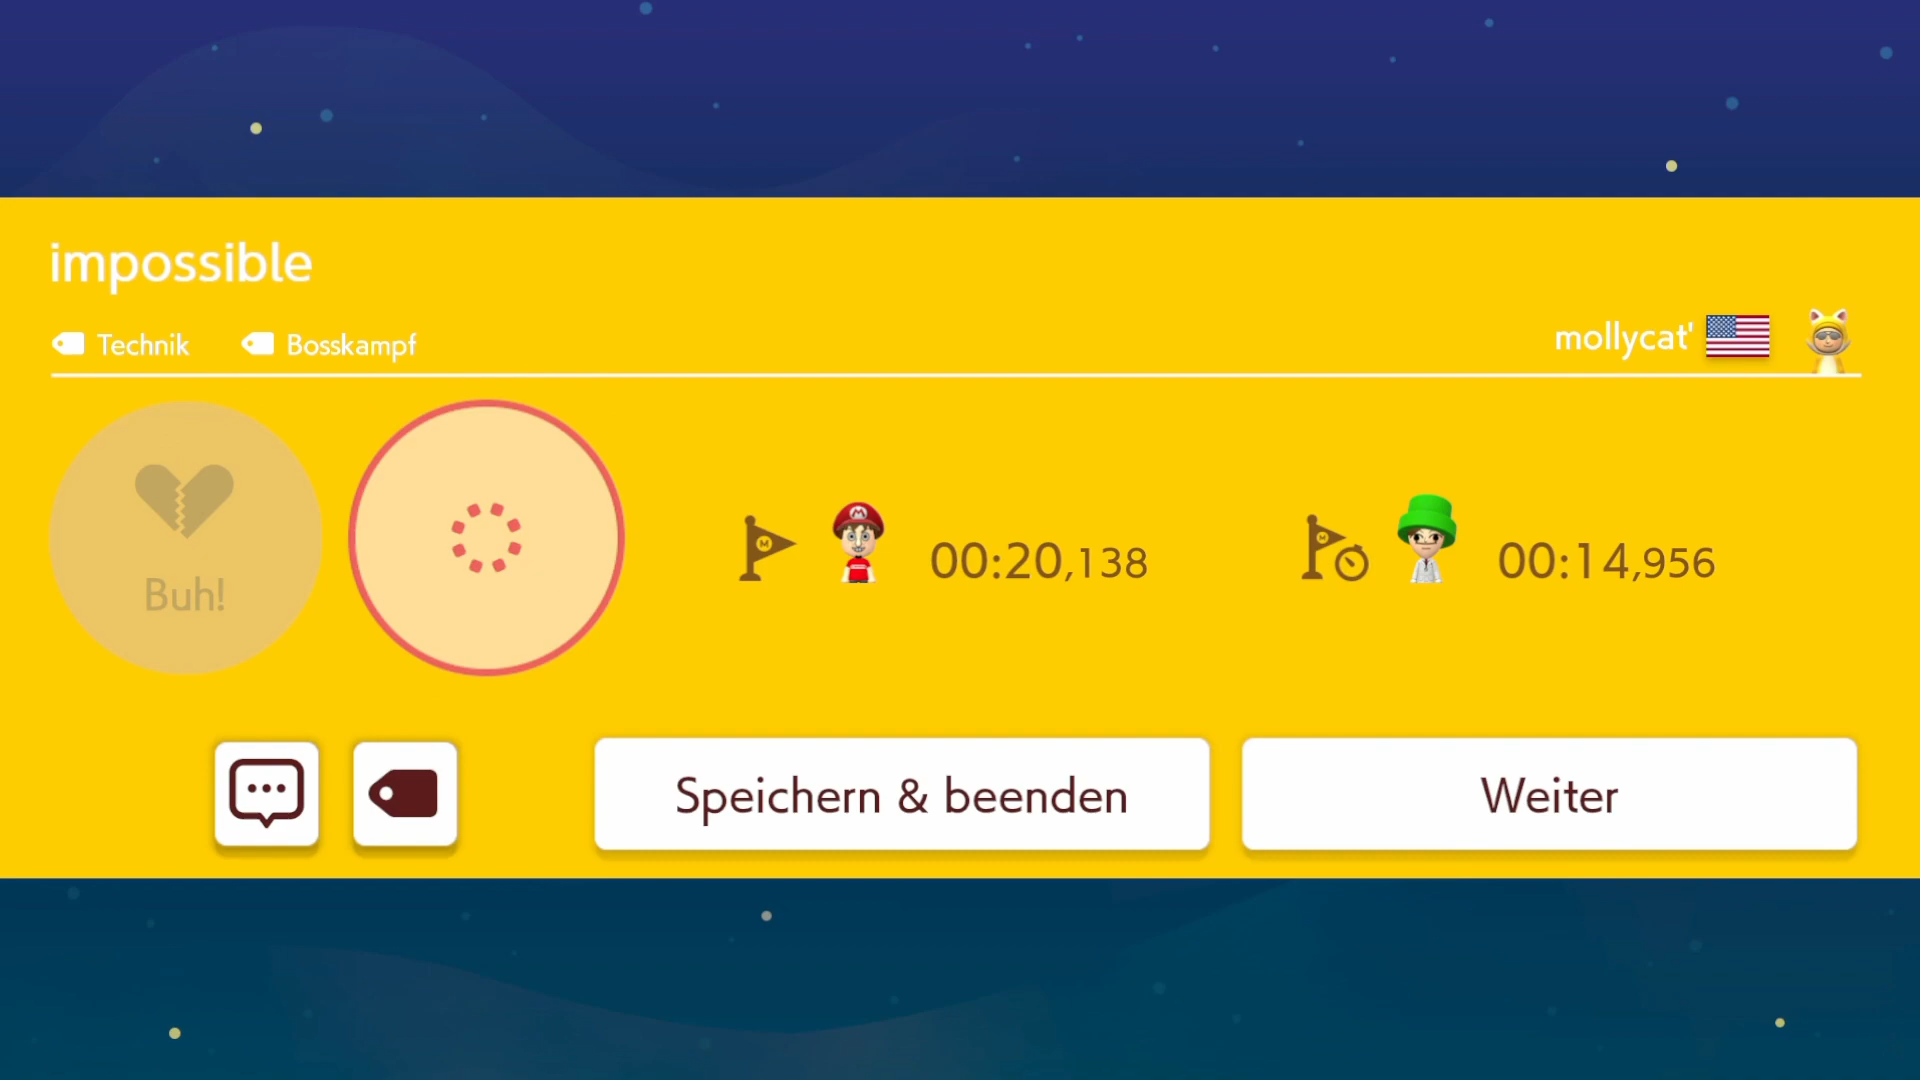 impossible
Technik Bosskampf
mollycat'
Buh!
M M 00:20,138
M 00:14,956
Speichern & beenden
Weiter